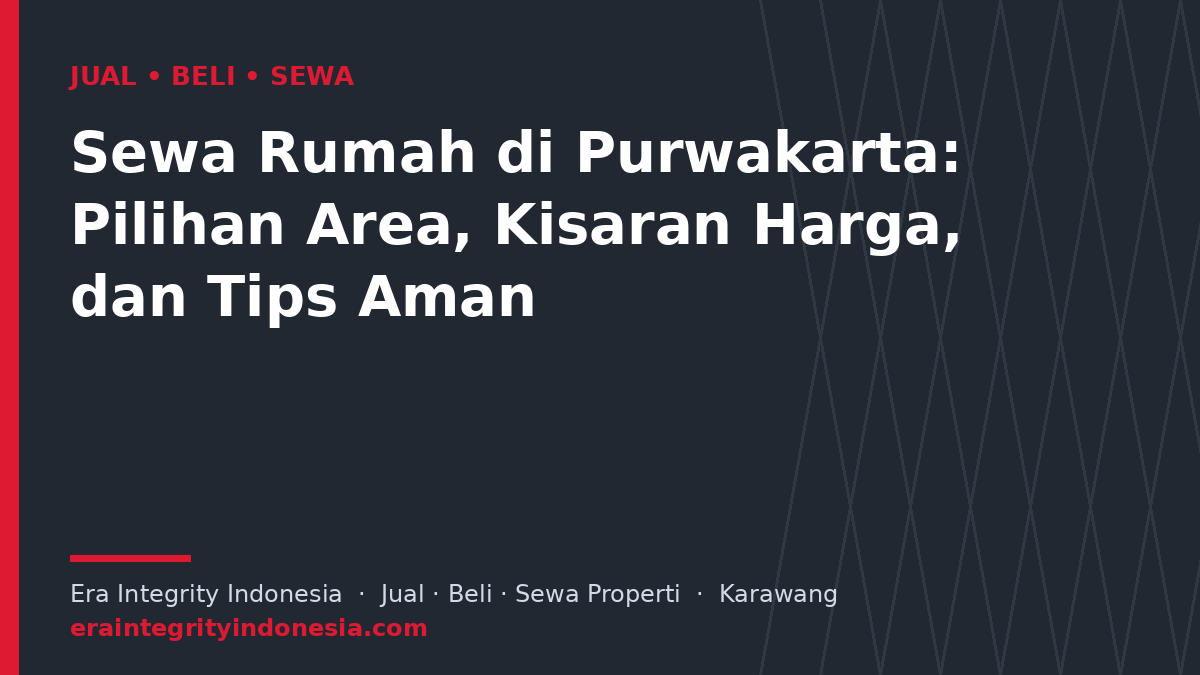 JUAL • BELI • SEWA
Sewa Rumah di Purwakarta:
Pilihan Area, Kisaran Harga,
dan Tips Aman
Era Integrity Indonesia · Jual · Beli · Sewa Properti · Karawang
eraintegrityindonesia.com